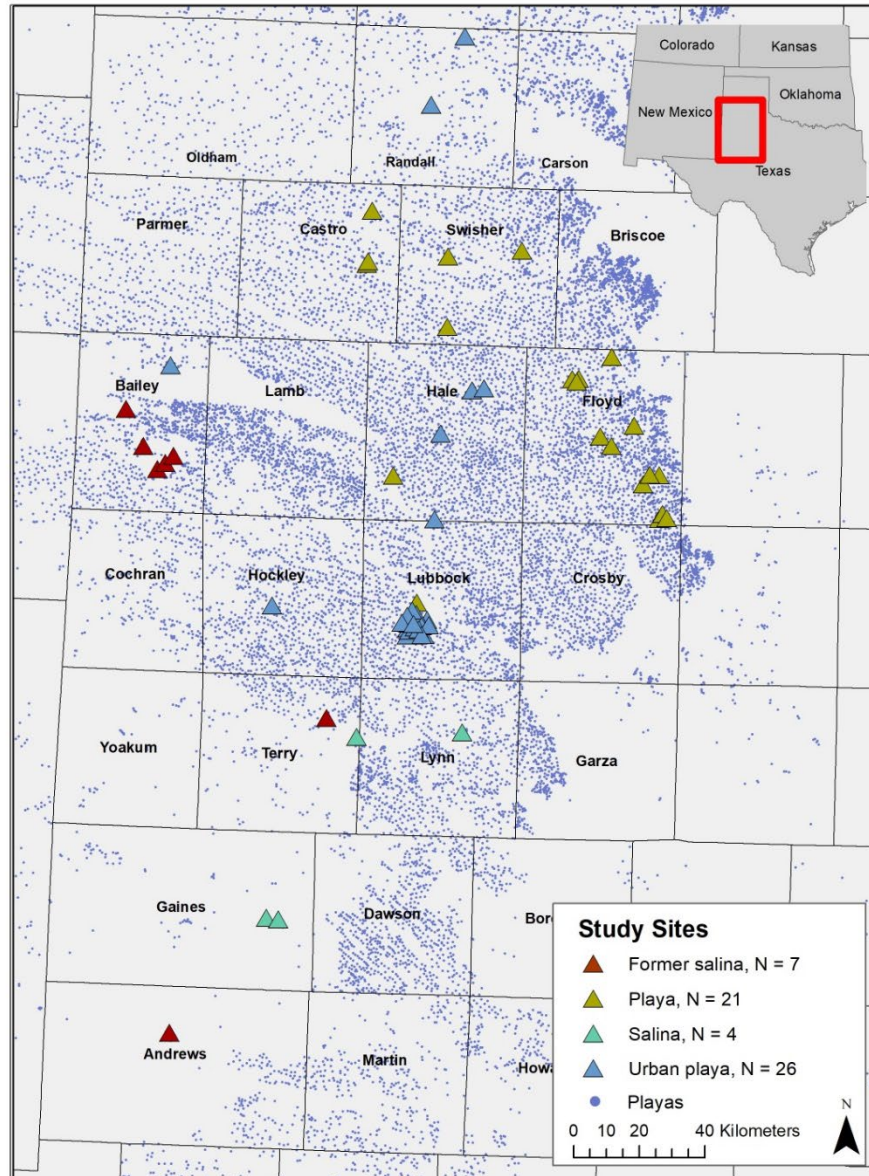 Colorado
Kansas
New Mexico
Oklahoma
Texas
Oldham
Randall
Carson
Parmer
Castro
Swisher
Briscoe
Bailey
Lamb
Hale
Floyd
Cochran
Hockley
Lubbock
Crosby
Yoakum
Terry
Lynn
Garza
Gaines
Dawson
Bor
Andrews
Martin
Howa
Study Sites
Former salina, N = 7
Playa, N = 21
Salina, N = 4
Urban playa, N = 26
Playas
0 10 20 40 Kilometers
N